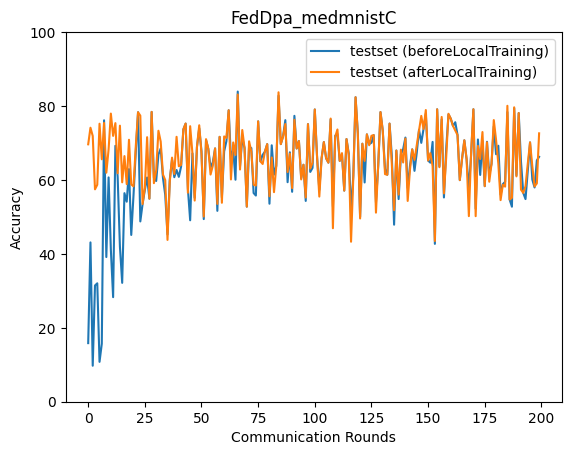 FedDpa_medmnistC
testset (beforeLocalTraining)
testset (afterLocalTraining)
100
80
60
40
20
0
Accuracy
0 25 50 75 100 125 150 175 200
Communication Rounds